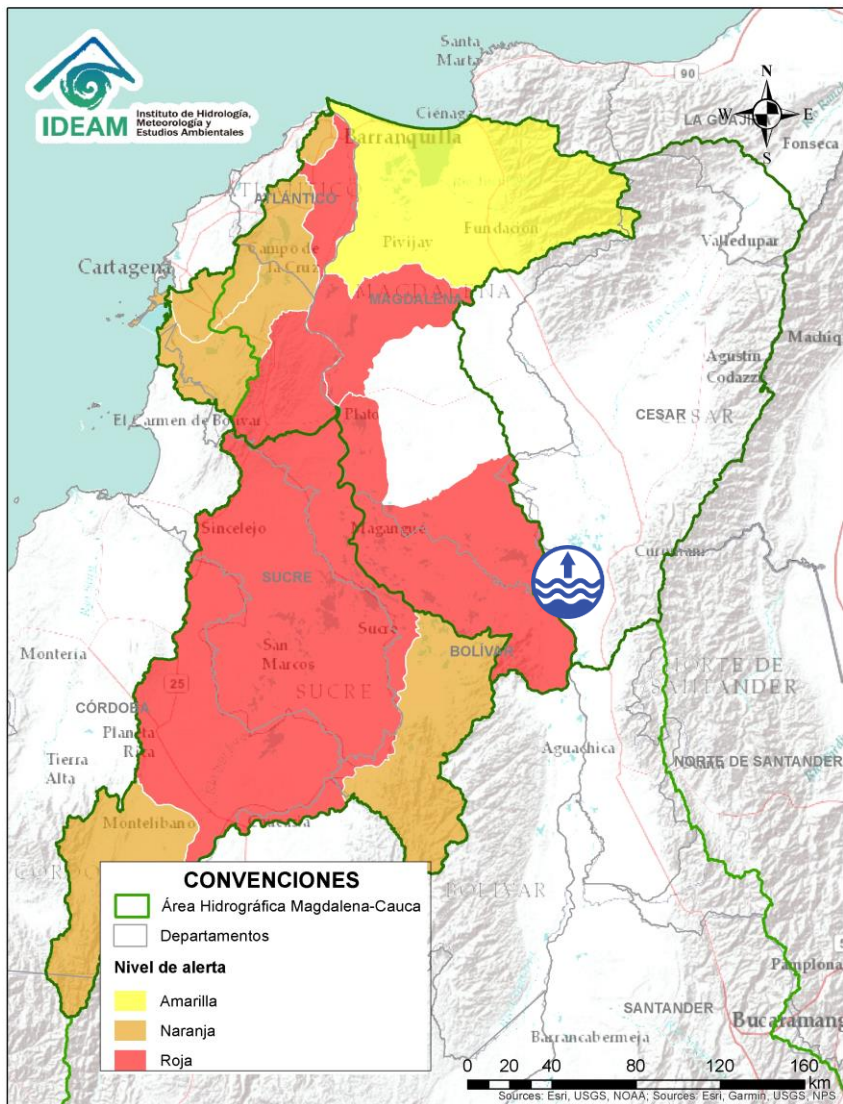 IDEAM
Instituto de Hidrología,
Meteorología y
Estudios Ambientales
Santa
Marta
90
N
W
E
S
Ciénaga
LA GUAJI
Fonseca
Barranquilla
ATLÁNTICO
Pivijay
Fundación
Valledupar
Campo de
la Cruz
Cartagena
MAGDALENA
Agustín
Codazzi
Machiq
CESAR
CESAR
El Carmen de Bolívar
Plato
Sincelejo
Magangué
SUCRE
Curumaní
Sucre
San
Marcos
BOLÍVAR
SUCRE
NORTE DE
SANTANDER
Montería
25
CÓRDOBA
Planeta
Rica
Tierra
Alta
Aguachica
NORTE DE SANTANDER
Montelíbano
BOLÍVAR
CONVENCIONES
Área Hidrográfica Magdalena-Cauca
Departamentos
Nivel de alerta
Amarilla
Naranja
Roja
Pamplona
SANTANDER
Bucaramang
Barrancabermeja
0 20 40 80 120 160
km
Sources: Esri, USGS, NOAA; Sources: Esri, Garmin, USGS, NPS